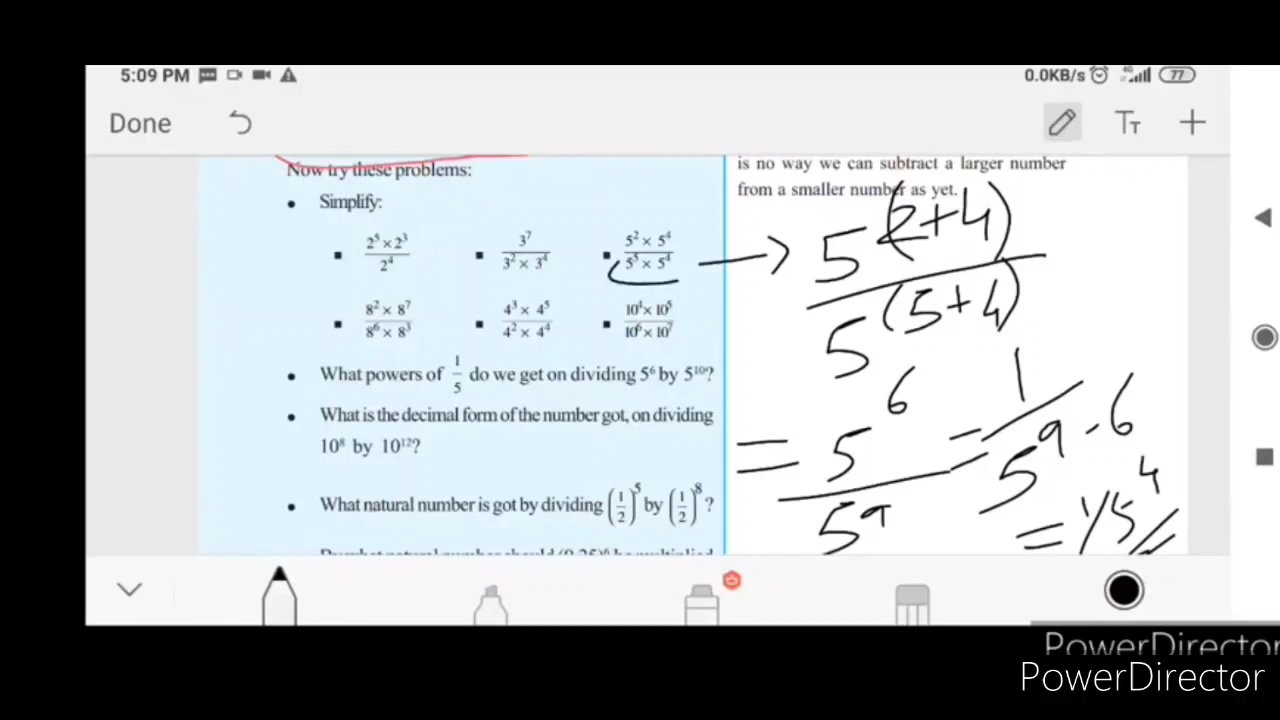 5:09 PM
0.0KB/s 4G 77
Done
Now try these problems:
• Simplify:
▪ 2⁵ × 2³ / 2⁴ ▪ 3⁷ / 3² × 3⁴ ▪ 5² × 5⁴ / 5⁵ × 5⁴
▪ 8² × 8⁷ / 8⁶ × 8³ ▪ 4³ × 4⁵ / 4² × 4⁴ ▪ 10⁴ × 10⁵ / 10⁶ × 10⁷
• What powers of 1/5 do we get on dividing 5⁶ by 5¹⁰?
• What is the decimal form of the number got, on dividing
10⁸ by 10¹²?
• What natural number is got by dividing (1/2)⁵ by (1/2)⁸ ?
is no way we can subtract a larger number
from a smaller number as yet.
5^(2+4)
5^(5+4)
= 5⁶ / 5⁹ = 1 / 5⁹⁻⁶
= 1/5⁴
PowerDirector
PowerDirector